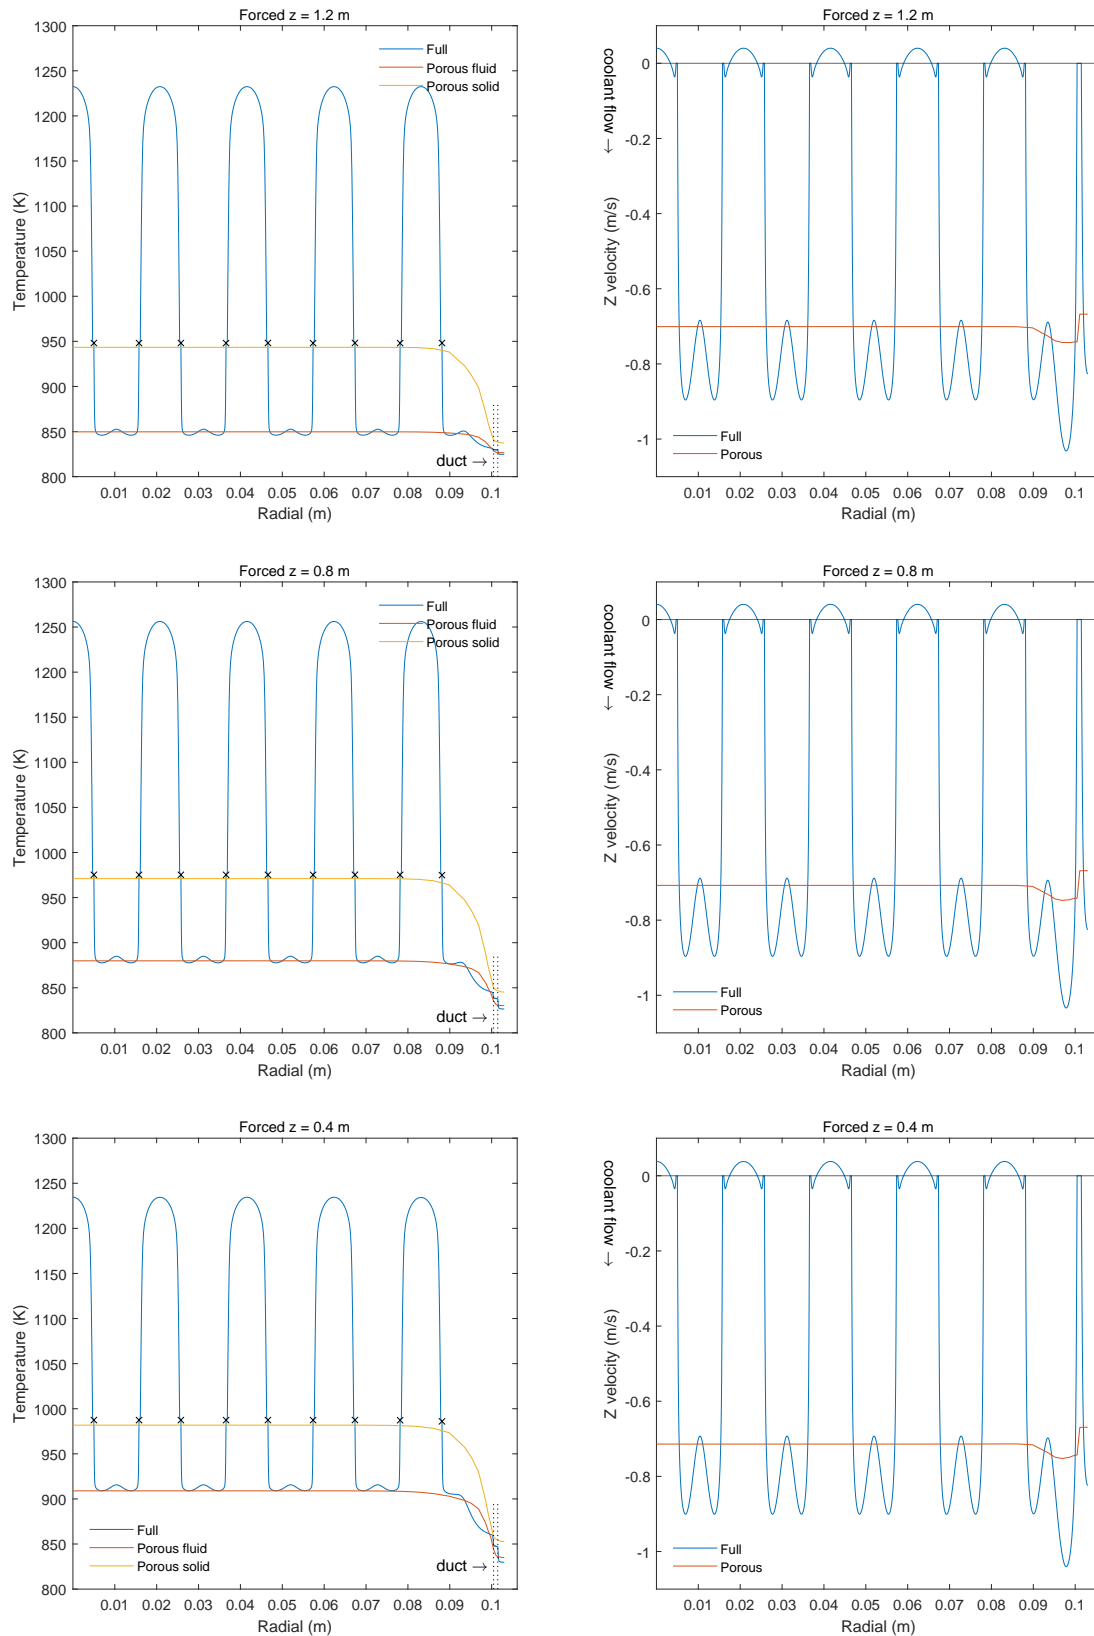 Forced z = 1.2 m
1300
1250
1200
1150
1100
1050
1000
950
900
850
800
Temperature (K)
Full
Porous fluid
Porous solid
duct →
0.01 0.02 0.03 0.04 0.05 0.06 0.07 0.08 0.09 0.1
Radial (m)
Forced z = 1.2 m
0
-0.2
-0.4
-0.6
-0.8
-1
Z velocity (m/s)
coolant flow →
Full
Porous
0.01 0.02 0.03 0.04 0.05 0.06 0.07 0.08 0.09 0.1
Radial (m)
Forced z = 0.8 m
1300
1250
1200
1150
1100
1050
1000
950
900
850
800
Temperature (K)
Full
Porous fluid
Porous solid
duct →
0.01 0.02 0.03 0.04 0.05 0.06 0.07 0.08 0.09 0.1
Radial (m)
Forced z = 0.8 m
0
-0.2
-0.4
-0.6
-0.8
-1
Z velocity (m/s)
coolant flow →
Full
Porous
0.01 0.02 0.03 0.04 0.05 0.06 0.07 0.08 0.09 0.1
Radial (m)
Forced z = 0.4 m
1300
1250
1200
1150
1100
1050
1000
950
900
850
800
Temperature (K)
Full
Porous fluid
Porous solid
duct →
0.01 0.02 0.03 0.04 0.05 0.06 0.07 0.08 0.09 0.1
Radial (m)
Forced z = 0.4 m
0
-0.2
-0.4
-0.6
-0.8
-1
Z velocity (m/s)
coolant flow →
Full
Porous
0.01 0.02 0.03 0.04 0.05 0.06 0.07 0.08 0.09 0.1
Radial (m)